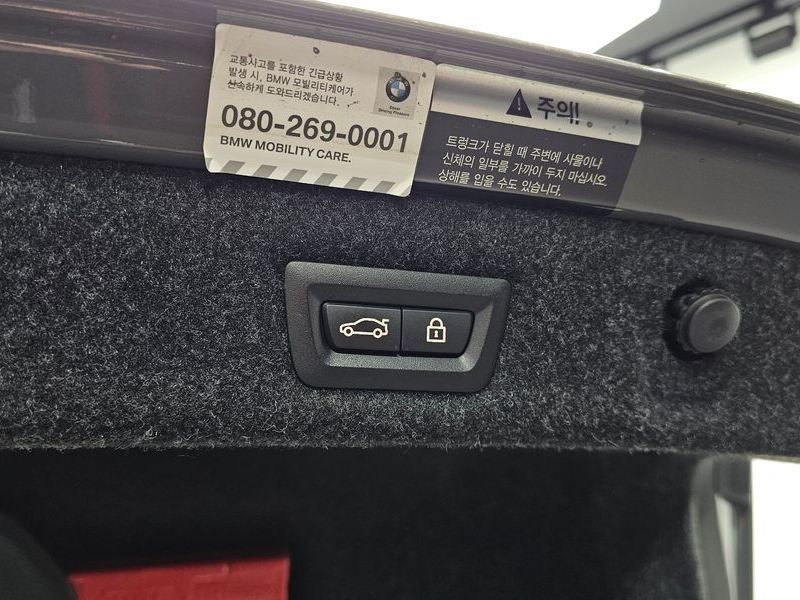 교통사고를 포함한 긴급상황
발생 시, BMW 모빌리티케어가
신속하게 도와드리겠습니다.
080-269-0001
BMW MOBILITY CARE.
BMW
Sheer
Driving Pleasure
주의!
트렁크가 닫힐 때 주변에 사물이나
신체의 일부를 가까이 두지 마십시오.
상해를 입을 수도 있습니다.